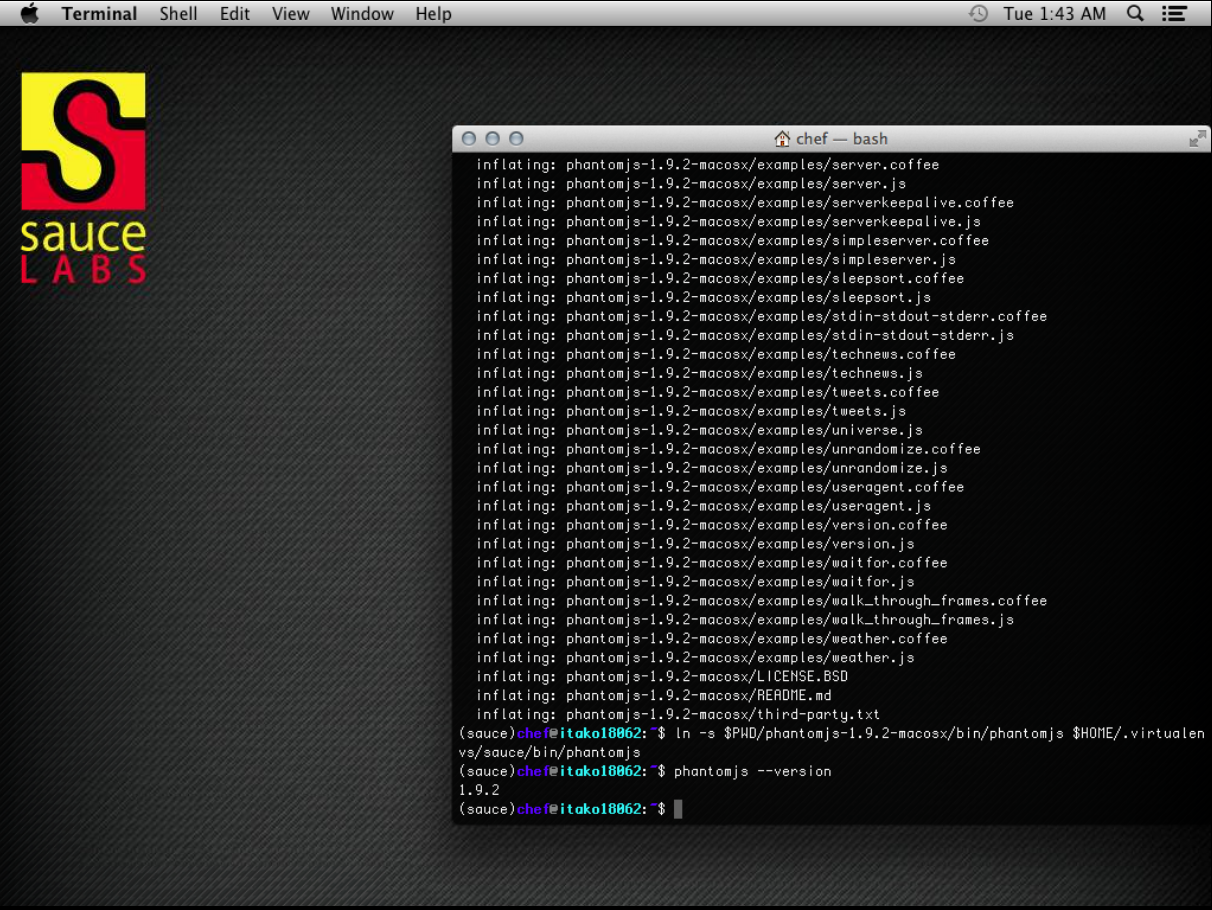 Terminal Shell Edit View Window Help Tue 1:43 AM
sauce
LABS
chef — bash
inflating: phantomjs-1.9.2-macosx/examples/server.coffee
inflating: phantomjs-1.9.2-macosx/examples/server.js
inflating: phantomjs-1.9.2-macosx/examples/serverkeepalive.coffee
inflating: phantomjs-1.9.2-macosx/examples/serverkeepalive.js
inflating: phantomjs-1.9.2-macosx/examples/simpleserver.coffee
inflating: phantomjs-1.9.2-macosx/examples/simpleserver.js
inflating: phantomjs-1.9.2-macosx/examples/sleepsort.coffee
inflating: phantomjs-1.9.2-macosx/examples/sleepsort.js
inflating: phantomjs-1.9.2-macosx/examples/stdin-stdout-stderr.coffee
inflating: phantomjs-1.9.2-macosx/examples/stdin-stdout-stderr.js
inflating: phantomjs-1.9.2-macosx/examples/technews.coffee
inflating: phantomjs-1.9.2-macosx/examples/technews.js
inflating: phantomjs-1.9.2-macosx/examples/tweets.coffee
inflating: phantomjs-1.9.2-macosx/examples/tweets.js
inflating: phantomjs-1.9.2-macosx/examples/universe.js
inflating: phantomjs-1.9.2-macosx/examples/unrandomize.coffee
inflating: phantomjs-1.9.2-macosx/examples/unrandomize.js
inflating: phantomjs-1.9.2-macosx/examples/useragent.coffee
inflating: phantomjs-1.9.2-macosx/examples/useragent.js
inflating: phantomjs-1.9.2-macosx/examples/version.coffee
inflating: phantomjs-1.9.2-macosx/examples/version.js
inflating: phantomjs-1.9.2-macosx/examples/waitfor.coffee
inflating: phantomjs-1.9.2-macosx/examples/waitfor.js
inflating: phantomjs-1.9.2-macosx/examples/walk_through_frames.coffee
inflating: phantomjs-1.9.2-macosx/examples/walk_through_frames.js
inflating: phantomjs-1.9.2-macosx/examples/weather.coffee
inflating: phantomjs-1.9.2-macosx/examples/weather.js
inflating: phantomjs-1.9.2-macosx/LICENSE.BSD
inflating: phantomjs-1.9.2-macosx/README.md
inflating: phantomjs-1.9.2-macosx/third-party.txt
(sauce)chef@itako18062:~$ ln -s $PWD/phantomjs-1.9.2-macosx/bin/phantomjs $HOME/.virtualen
vs/sauce/bin/phantomjs
(sauce)chef@itako18062:~$ phantomjs --version
1.9.2
(sauce)chef@itako18062:~$